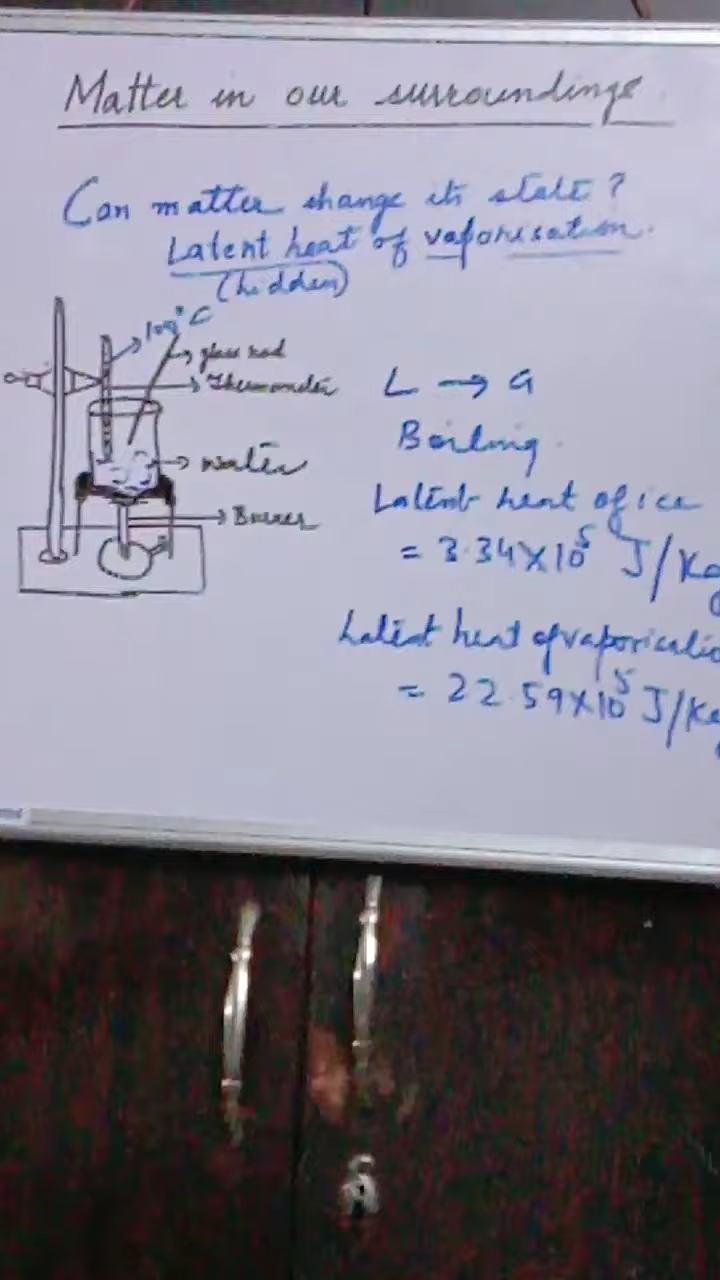 Matter in our surroundings
Can matter change its state?
Latent heat of vaporisation.
(hidden)
100°C
glass rod
Thermometer
water
Burner
L → G
Boiling.
Latent heat of ice
= 3.34×10⁵ J/Kg
Latent heat of vaporisatio
= 22.59×10⁵ J/Kg